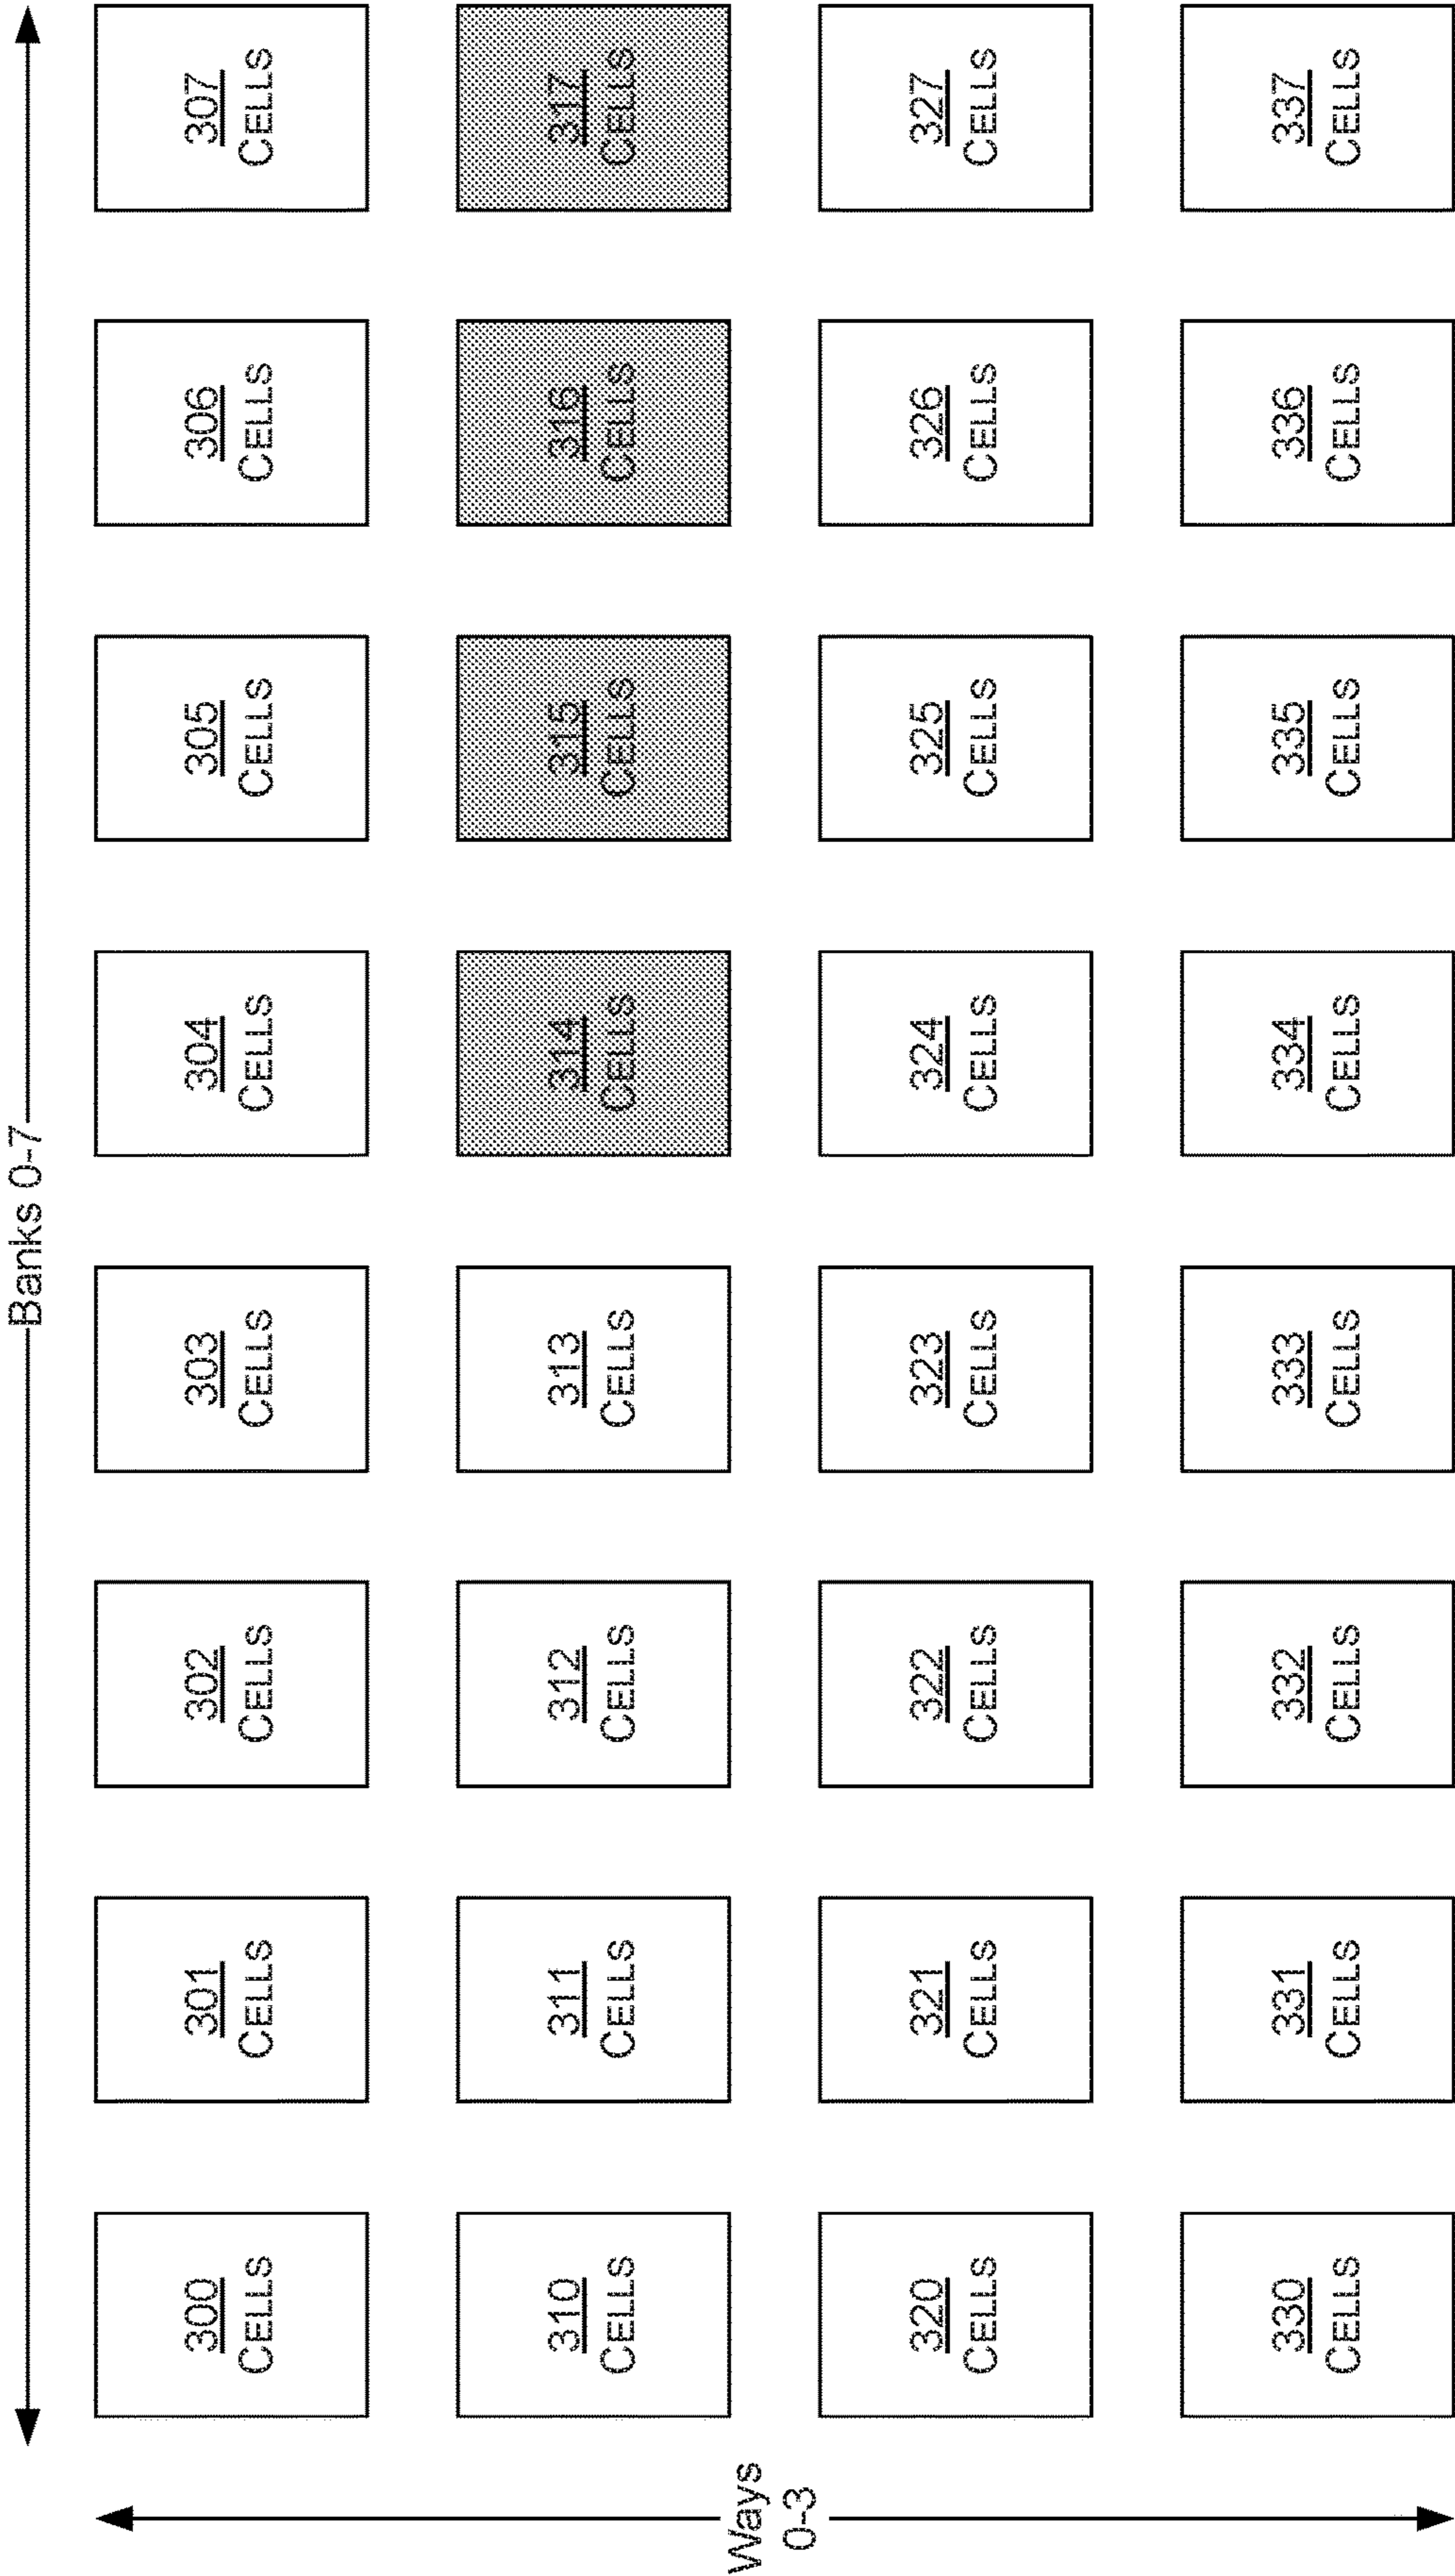 Banks 0-7
Ways
0-3
300
CELLS
301
CELLS
302
CELLS
303
CELLS
304
CELLS
305
CELLS
306
CELLS
307
CELLS
310
CELLS
311
CELLS
312
CELLS
313
CELLS
314
CELLS
315
CELLS
316
CELLS
317
CELLS
320
CELLS
321
CELLS
322
CELLS
323
CELLS
324
CELLS
325
CELLS
326
CELLS
327
CELLS
330
CELLS
331
CELLS
332
CELLS
333
CELLS
334
CELLS
335
CELLS
336
CELLS
337
CELLS